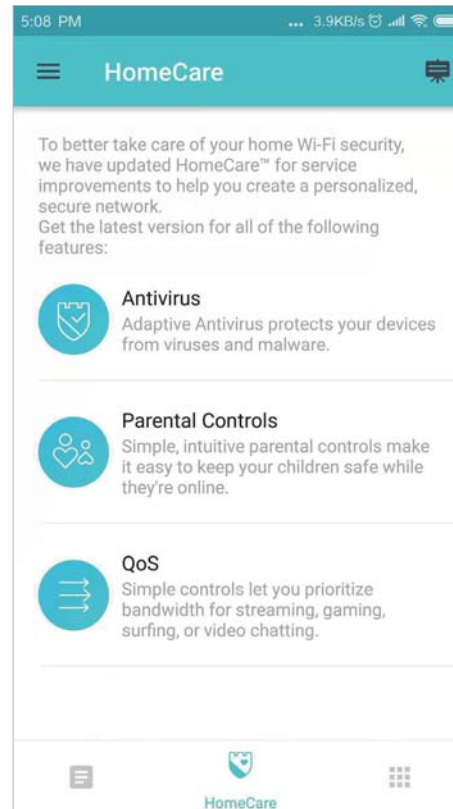 5:08 PM ... 3.9KB/s
HomeCare
To better take care of your home Wi-Fi security,
we have updated HomeCare™ for service
improvements to help you create a personalized,
secure network.
Get the latest version for all of the following
features:
Antivirus
Adaptive Antivirus protects your devices
from viruses and malware.
Parental Controls
Simple, intuitive parental controls make
it easy to keep your children safe while
they're online.
QoS
Simple controls let you prioritize
bandwidth for streaming, gaming,
surfing, or video chatting.
HomeCare